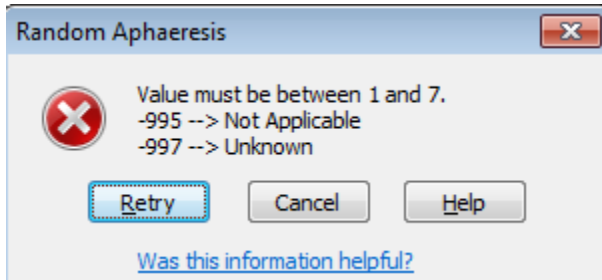 Random Aphaeresis
Value must be between 1 and 7.
-995 --> Not Applicable
-997 --> Unknown
Retry Cancel Help
Was this information helpful?